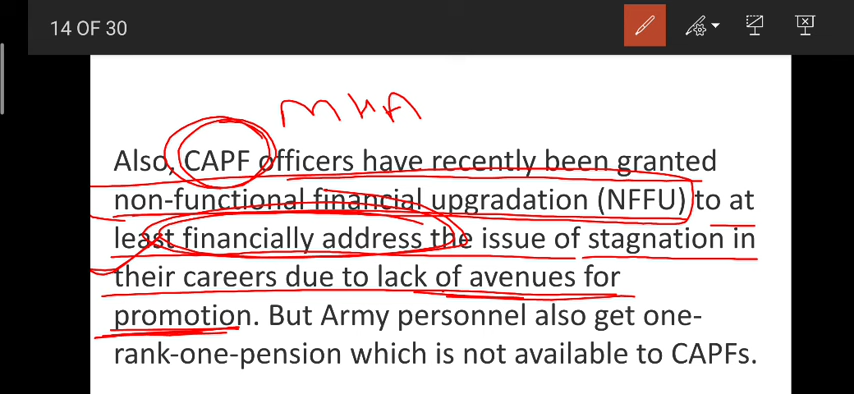 14 OF 30
MHA
Also, CAPF officers have recently been granted
non-functional financial upgradation (NFFU) to at
least financially address the issue of stagnation in
their careers due to lack of avenues for
promotion. But Army personnel also get one-
rank-one-pension which is not available to CAPFs.